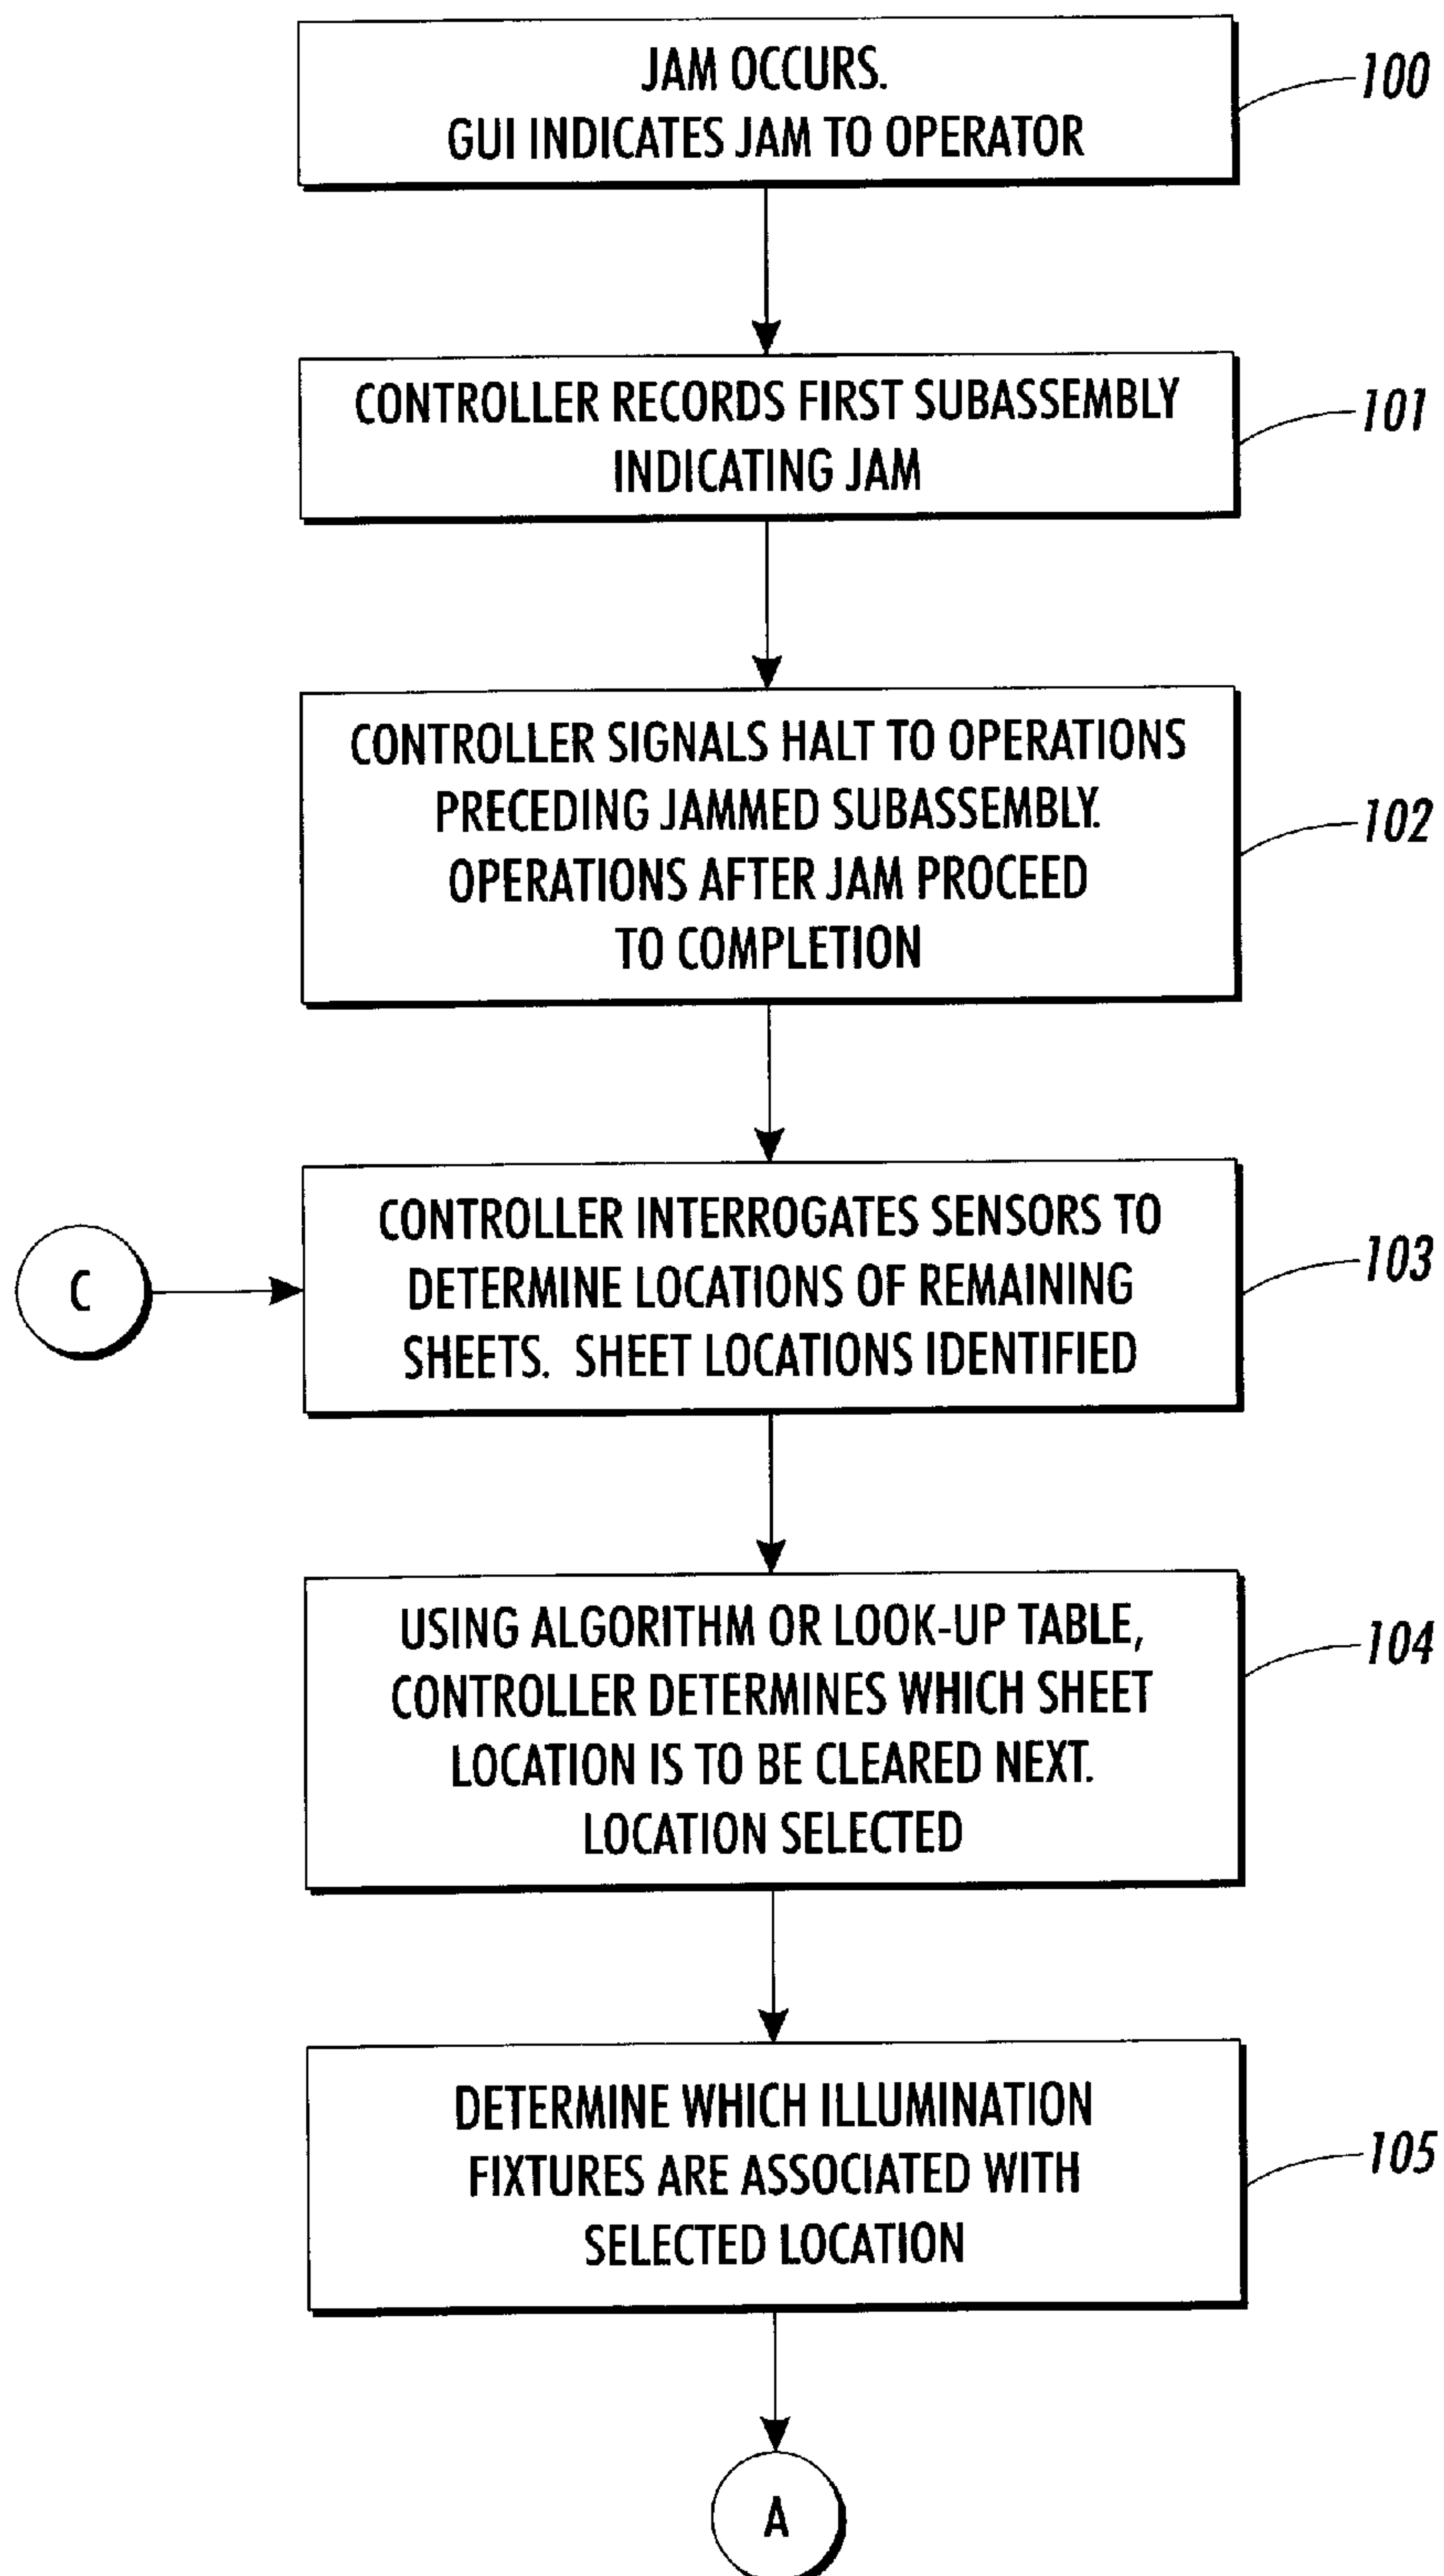 JAM OCCURS.
GUI INDICATES JAM TO OPERATOR
100
CONTROLLER RECORDS FIRST SUBASSEMBLY
INDICATING JAM
101
CONTROLLER SIGNALS HALT TO OPERATIONS
PRECEDING JAMMED SUBASSEMBLY.
OPERATIONS AFTER JAM PROCEED
TO COMPLETION
102
C
CONTROLLER INTERROGATES SENSORS TO
DETERMINE LOCATIONS OF REMAINING
SHEETS. SHEET LOCATIONS IDENTIFIED
103
USING ALGORITHM OR LOOK-UP TABLE,
CONTROLLER DETERMINES WHICH SHEET
LOCATION IS TO BE CLEARED NEXT.
LOCATION SELECTED
104
DETERMINE WHICH ILLUMINATION
FIXTURES ARE ASSOCIATED WITH
SELECTED LOCATION
105
A